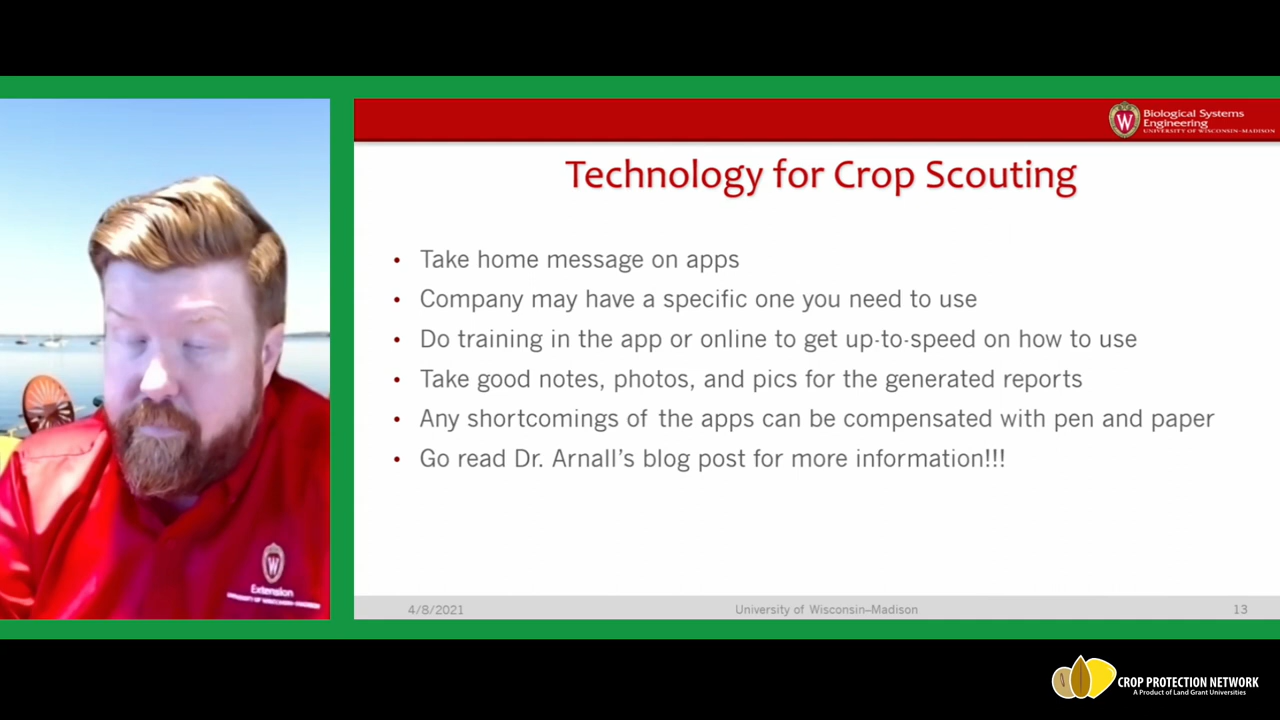 Biological Systems
Engineering
UNIVERSITY OF WISCONSIN–MADISON
Technology for Crop Scouting
• Take home message on apps
• Company may have a specific one you need to use
• Do training in the app or online to get up-to-speed on how to use
• Take good notes, photos, and pics for the generated reports
• Any shortcomings of the apps can be compensated with pen and paper
• Go read Dr. Arnall's blog post for more information!!!
W
Extension
UNIVERSITY OF WISCONSIN–MADISON
4/8/2021
University of Wisconsin–Madison
13
CROP PROTECTION NETWORK
A Product of Land Grant Universities